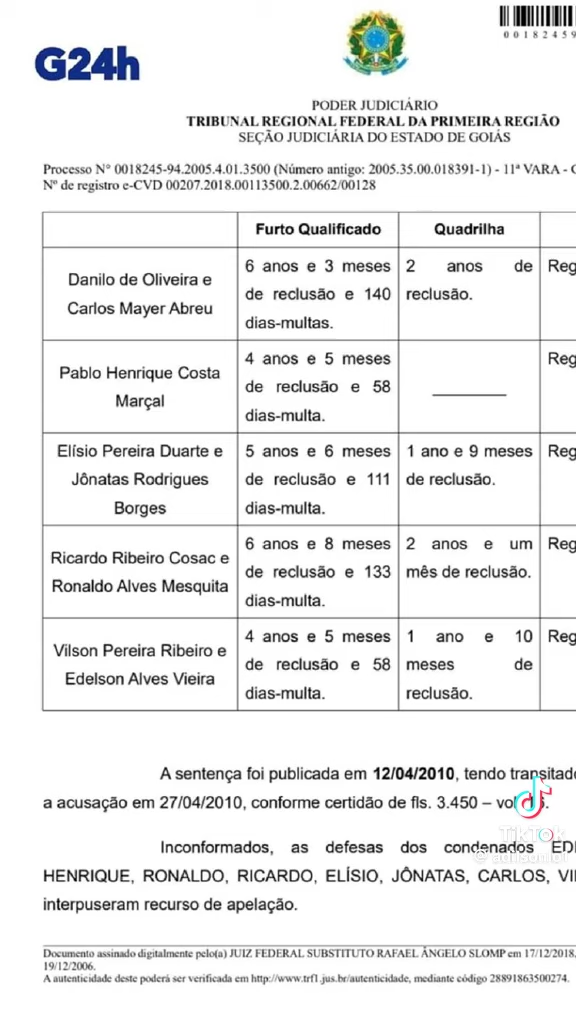 0018245 9
G24h
PODER JUDICIÁRIO
TRIBUNAL REGIONAL FEDERAL DA PRIMEIRA REGIÃO
SEÇÃO JUDICIÁRIA DO ESTADO DE GOIÁS
Processo N° 0018245-94.2005.4.01.3500 (Número antigo: 2005.35.00.018391-1) - 11ª VARA -
Nº de registro e-CVD 00207.2018.00113500.2.00662/00128
Furto Qualificado Quadrilha
Danilo de Oliveira e
Carlos Mayer Abreu
6 anos e 3 meses
de reclusão e 140
dias-multas.
2 anos de
reclusão.
Reg
Pablo Henrique Costa
Marçal
4 anos e 5 meses
de reclusão e 58
dias-multa.
Reg
Elísio Pereira Duarte e
Jônatas Rodrigues
Borges
5 anos e 6 meses
de reclusão e 111
dias-multa.
1 ano e 9 meses
de reclusão.
Reg
Ricardo Ribeiro Cosac e
Ronaldo Alves Mesquita
6 anos e 8 meses
de reclusão e 133
dias-multa.
2 anos e um
mês de reclusão.
Reg
Vilson Pereira Ribeiro e
Edelson Alves Vieira
4 anos e 5 meses
de reclusão e 58
dias-multa.
1 ano e 10
meses de
reclusão.
Reg
A sentença foi publicada em 12/04/2010, tendo transitado
a acusação em 27/04/2010, conforme certidão de fls. 3.450 –
TikTok
Inconformados, as defesas dos condenados
HENRIQUE, RONALDO, RICARDO, ELÍSIO, JÔNATAS, CARLOS,
interpuseram recurso de apelação.
Documento assinado digitalmente pelo(a) JUIZ FEDERAL SUBSTITUTO RAFAEL ÂNGELO SLOMP em 17/12/2018,
19/12/2006.
A autenticidade deste poderá ser verificada em http://www.trf1.jus.br/autenticidade, mediante código 28891863500274.